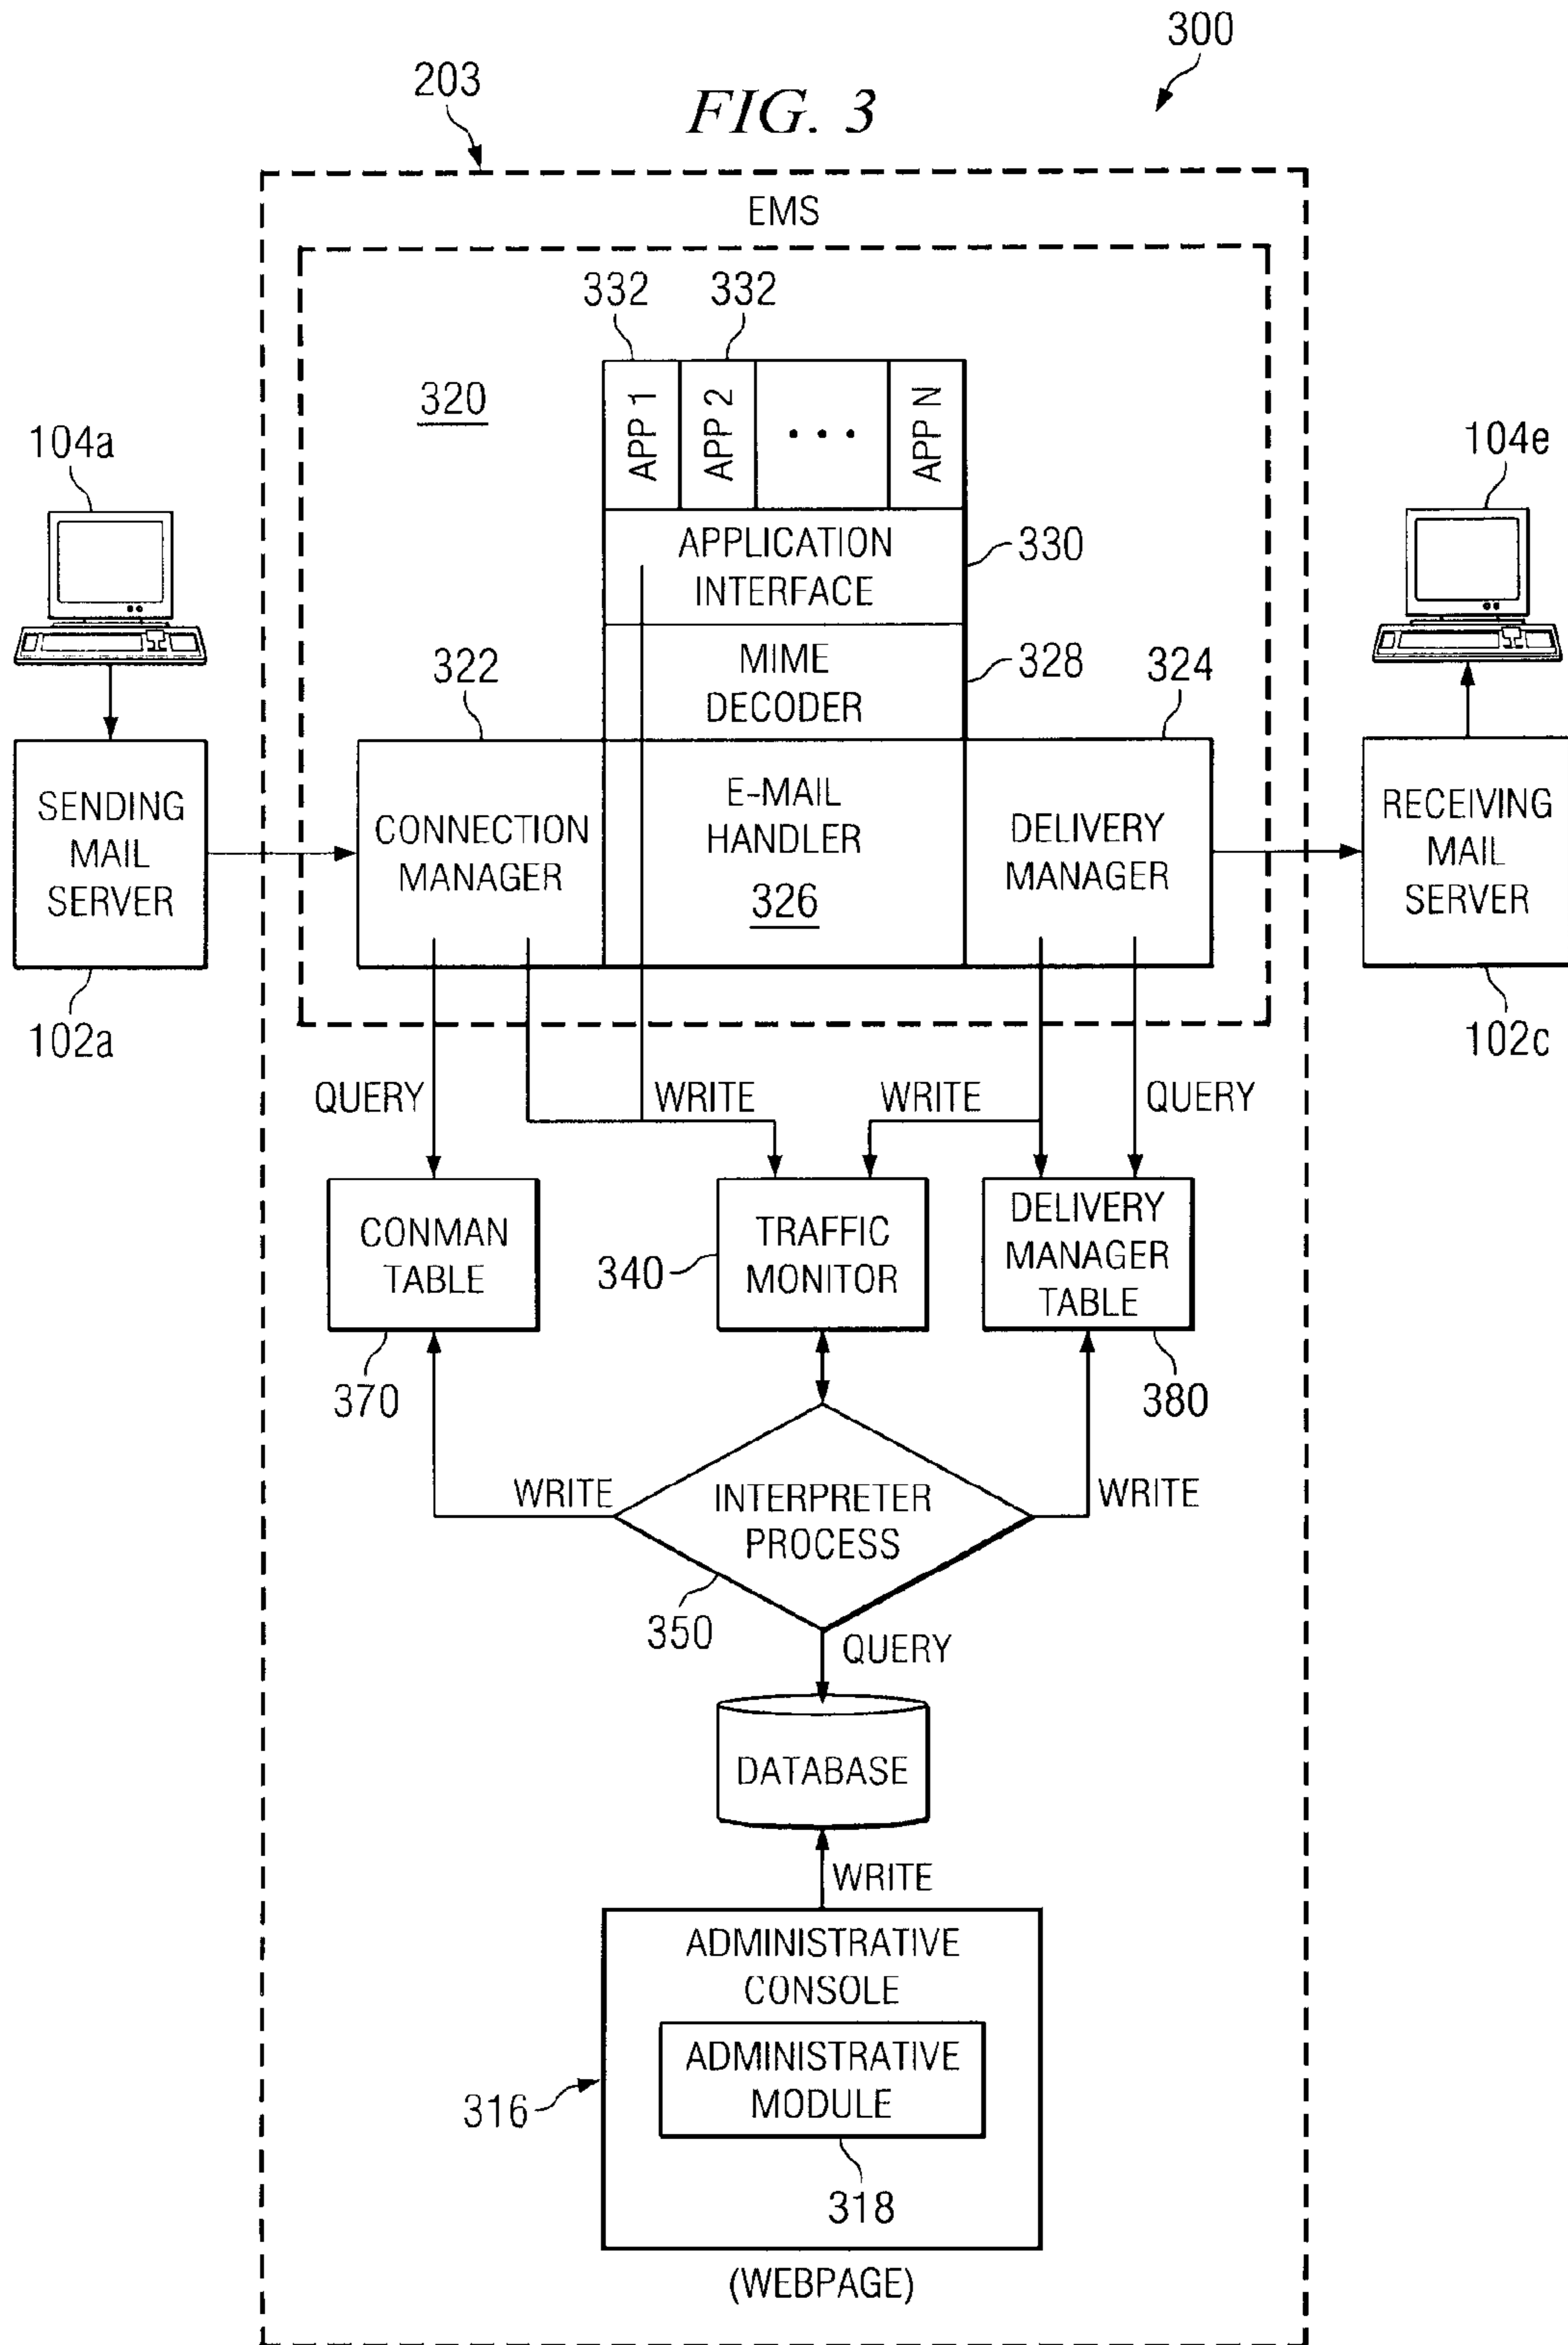 300
203
FIG. 3
EMS
332
332
320
APP 1
APP 2
• • •
APP N
104a
104e
APPLICATION
INTERFACE
330
MIME
DECODER
328
322
324
SENDING
MAIL
SERVER
CONNECTION
MANAGER
E-MAIL
HANDLER
326
DELIVERY
MANAGER
RECEIVING
MAIL
SERVER
102a
102c
QUERY
WRITE
WRITE
QUERY
CONMAN
TABLE
340
TRAFFIC
MONITOR
DELIVERY
MANAGER
TABLE
370
380
WRITE
INTERPRETER
PROCESS
WRITE
350
QUERY
DATABASE
WRITE
ADMINISTRATIVE
CONSOLE
ADMINISTRATIVE
MODULE
316
318
(WEBPAGE)